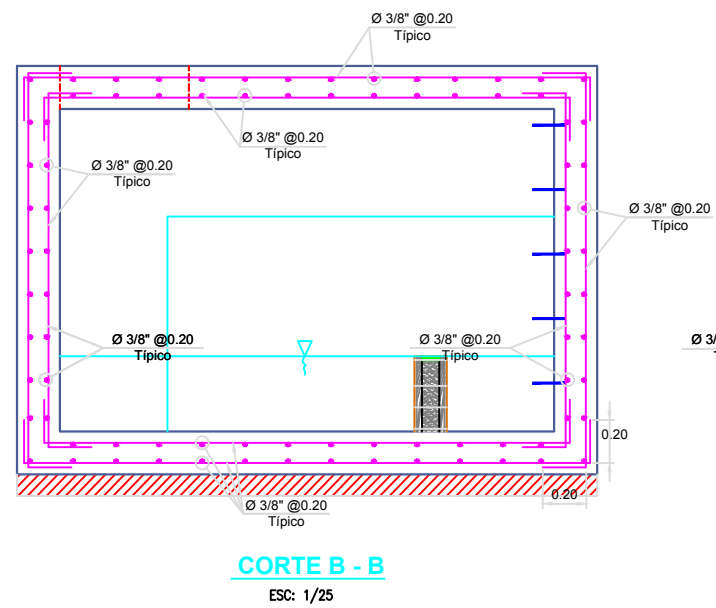 Ø 3/8" @0.20
Típico
Ø 3/8" @0.20
Típico
Ø 3/8" @0.20
Típico
Ø 3/8" @0.20
Típico
Ø 3/8" @0.20
Típico
Ø 3/8" @0.20
Típico
Ø 3/
0.20
0.20
Ø 3/8" @0.20
Típico
CORTE B - B
ESC: 1/25